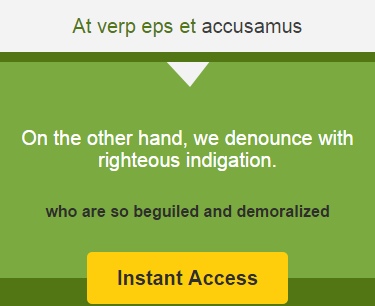 At verp eps et accusamus
On the other hand, we denounce with
righteous indigation.
who are so beguiled and demoralized
Instant Access